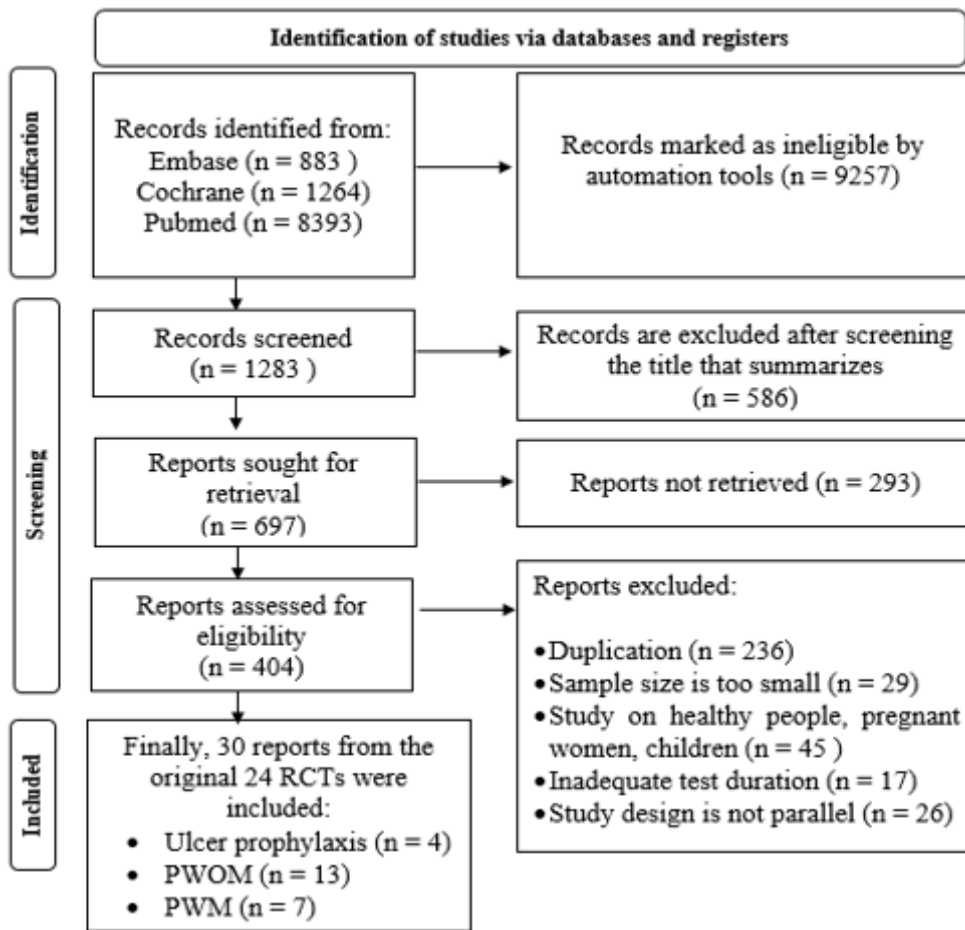 Identification of studies via databases and registers
Identification
Records identified from:
Embase (n = 883 )
Cochrane (n = 1264)
Pubmed (n = 8393)
Records marked as ineligible by
automation tools (n = 9257)
Screening
Records screened
(n = 1283 )
Records are excluded after screening
the title that summarizes
(n = 586)
Reports sought for
retrieval
(n = 697)
Reports not retrieved (n = 293)
Reports assessed for
eligibility
(n = 404)
Reports excluded:
•Duplication (n = 236)
•Sample size is too small (n = 29)
•Study on healthy people, pregnant
women, children (n = 45 )
•Inadequate test duration (n = 17)
•Study design is not parallel (n = 26)
Included
Finally, 30 reports from the
original 24 RCTs were
included:
• Ulcer prophylaxis (n = 4)
• PWOM (n = 13)
• PWM (n = 7)